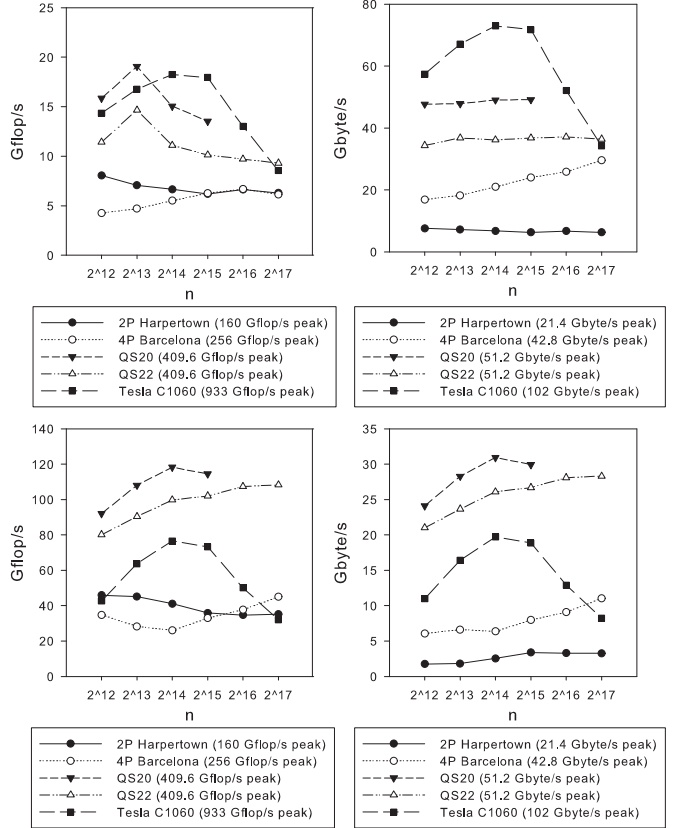 25
20
15
10
5
0
Gflop/s
2^12 2^13 2^14 2^15 2^16 2^17
n
2P Harpertown (160 Gflop/s peak)
4P Barcelona (256 Gflop/s peak)
QS20 (409.6 Gflop/s peak)
QS22 (409.6 Gflop/s peak)
Tesla C1060 (933 Gflop/s peak)
80
60
40
20
0
Gbyte/s
2^12 2^13 2^14 2^15 2^16 2^17
n
2P Harpertown (21.4 Gbyte/s peak)
4P Barcelona (42.8 Gbyte/s peak)
QS20 (51.2 Gbyte/s peak)
QS22 (51.2 Gbyte/s peak)
Tesla C1060 (102 Gbyte/s peak)
140
120
100
80
60
40
20
0
Gflop/s
2^12 2^13 2^14 2^15 2^16 2^17
n
2P Harpertown (160 Gflop/s peak)
4P Barcelona (256 Gflop/s peak)
QS20 (409.6 Gflop/s peak)
QS22 (409.6 Gflop/s peak)
Tesla C1060 (933 Gflop/s peak)
35
30
25
20
15
10
5
0
Gbyte/s
2^12 2^13 2^14 2^15 2^16 2^17
n
2P Harpertown (21.4 Gbyte/s peak)
4P Barcelona (42.8 Gbyte/s peak)
QS20 (51.2 Gbyte/s peak)
QS22 (51.2 Gbyte/s peak)
Tesla C1060 (102 Gbyte/s peak)